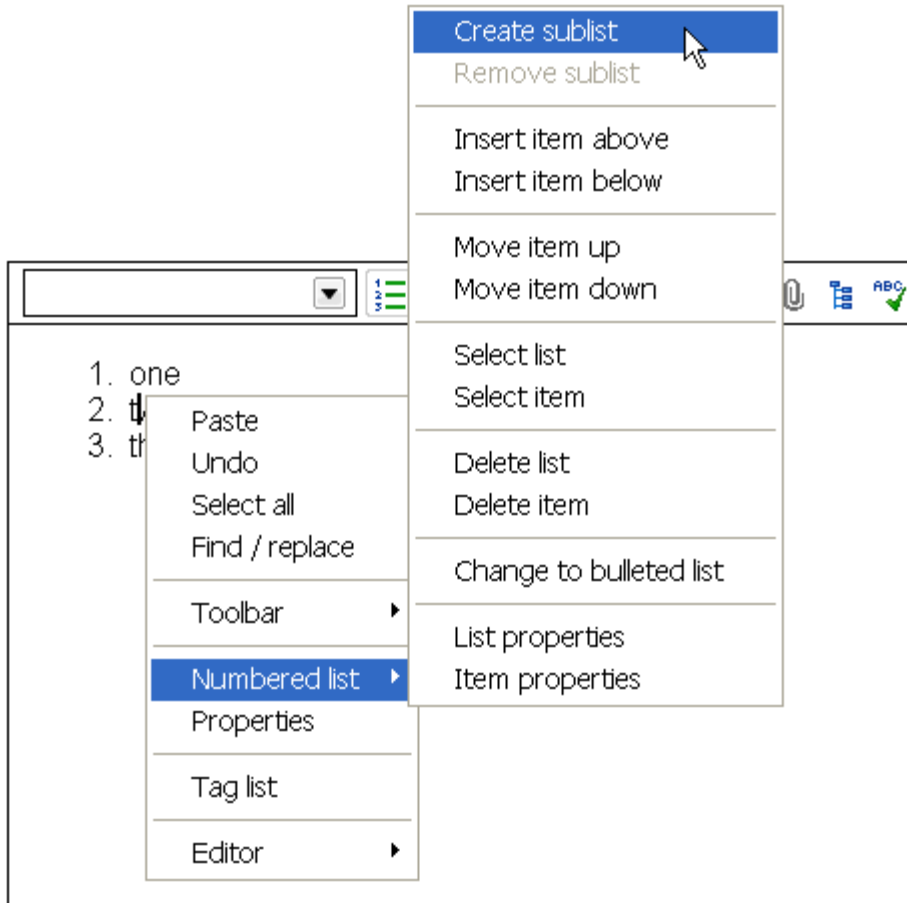 Create sublist
Remove sublist
Insert item above
Insert item below
Move item up
Move item down
Select list
Select item
Delete list
Delete item
Change to bulleted list
List properties
Item properties
ABC
1. one
2.
3.
Paste
Undo
Select all
Find / replace
Toolbar
Numbered list
Properties
Tag list
Editor